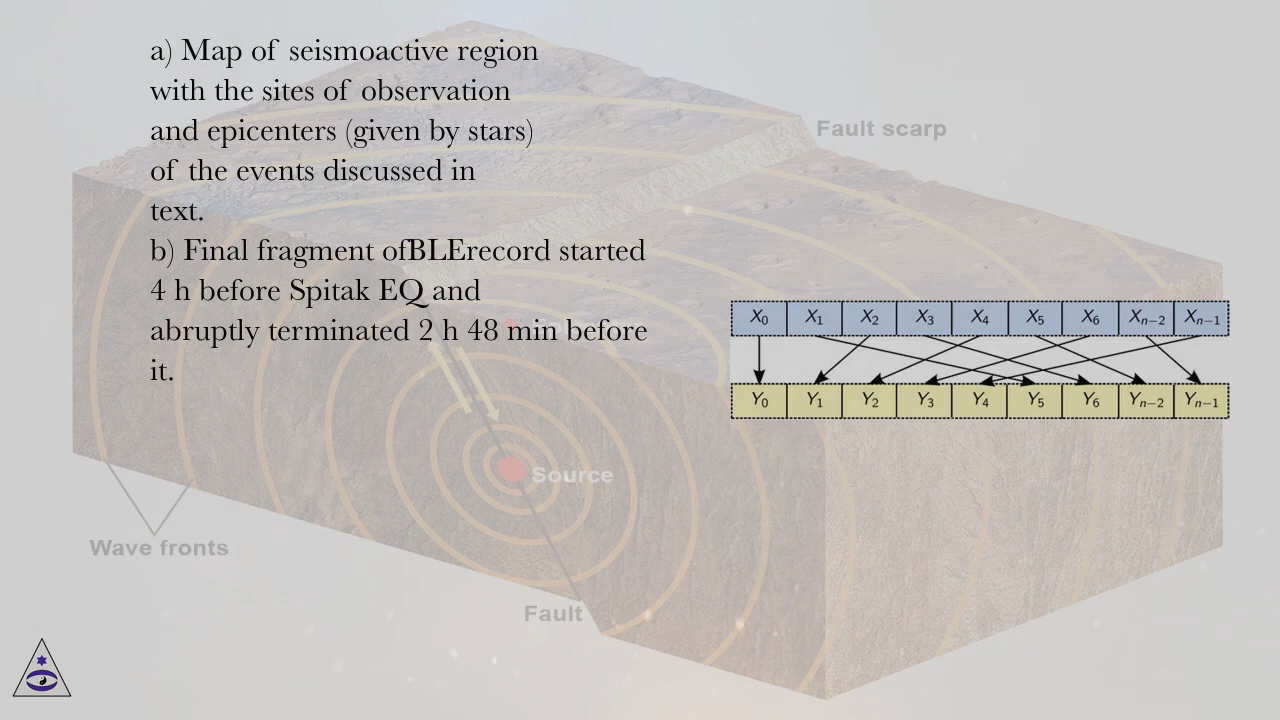 a) Map of seismoactive region
with the sites of observation
and epicenters (given by stars)
of the events discussed in
text.
b) Final fragment ofBLErecord started
4 h before Spitak EQ and
abruptly terminated 2 h 48 min before
it.
Fault scarp
X₀ X₁ X₂ X₃ X₄ X₅ X₆ Xₙ₋₂ Xₙ₋₁
Y₀ Y₁ Y₂ Y₃ Y₄ Y₅ Y₆ Yₙ₋₂ Yₙ₋₁
Source
Wave fronts
Fault